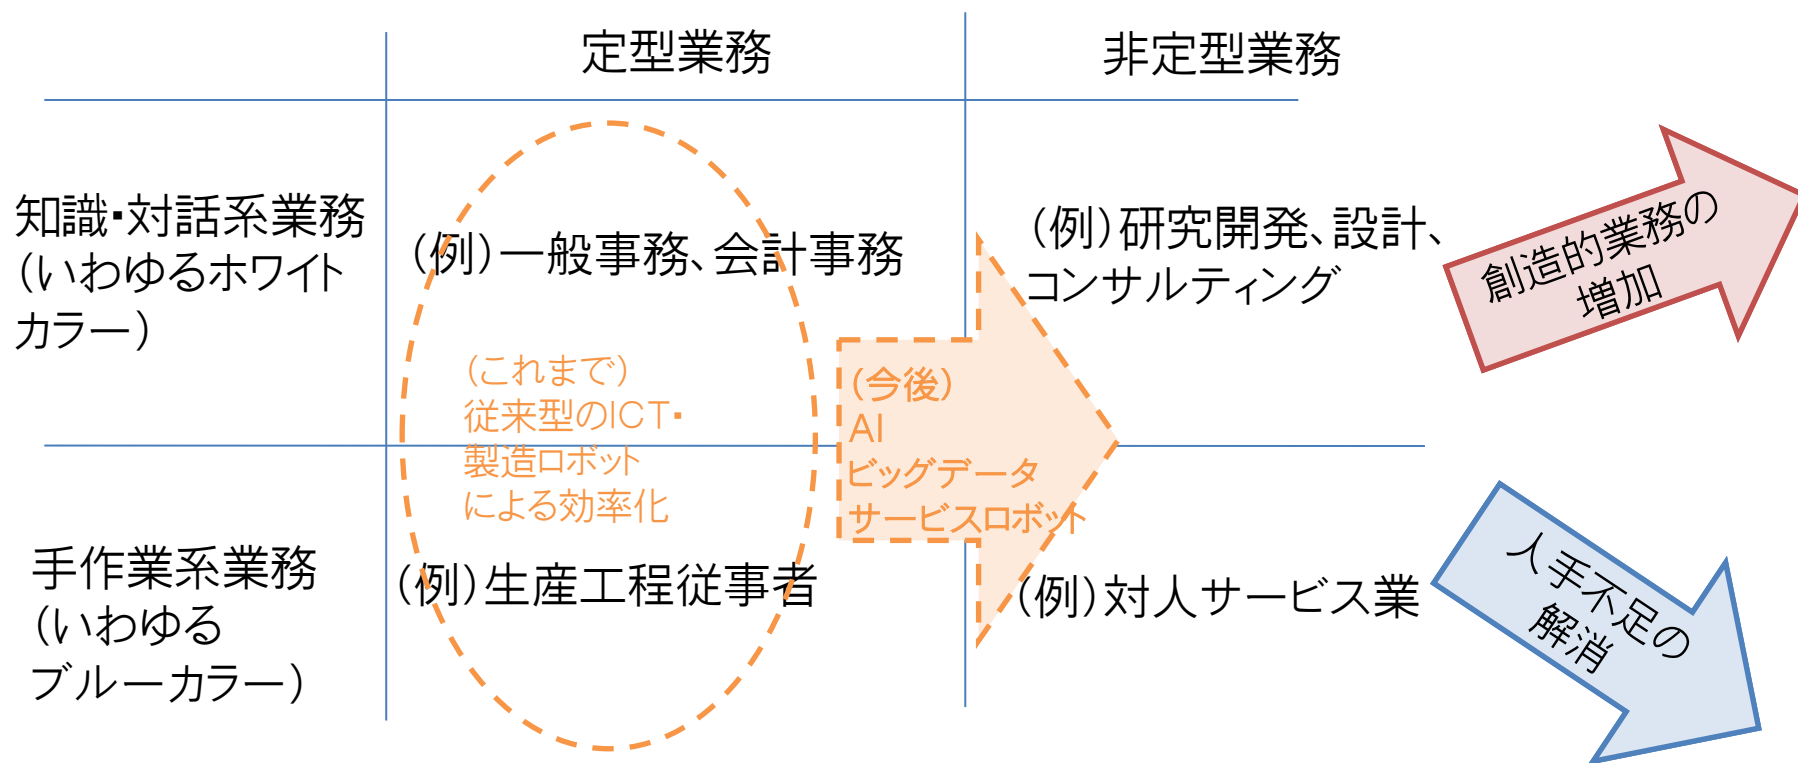 定型業務
非定型業務
知識・対話系業務
（いわゆるホワイト
カラー）
（例）一般事務、会計事務
（例）研究開発、設計、
コンサルティング
創造的業務の
増加
（これまで）
従来型のICT・
製造ロボット
による効率化
（今後）
AI
ビッグデータ
サービスロボット
手作業系業務
（いわゆる
ブルーカラー）
（例）生産工程従事者
（例）対人サービス業
人手不足の
解消